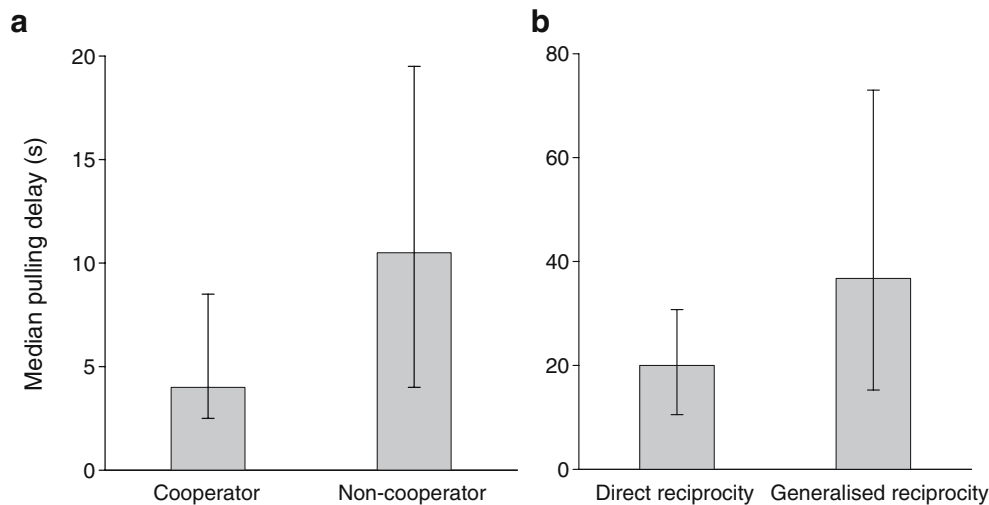 a
Median pulling delay (s)
20
15
10
5
0
Cooperator
Non-cooperator
b
80
60
40
20
0
Direct reciprocity
Generalised reciprocity